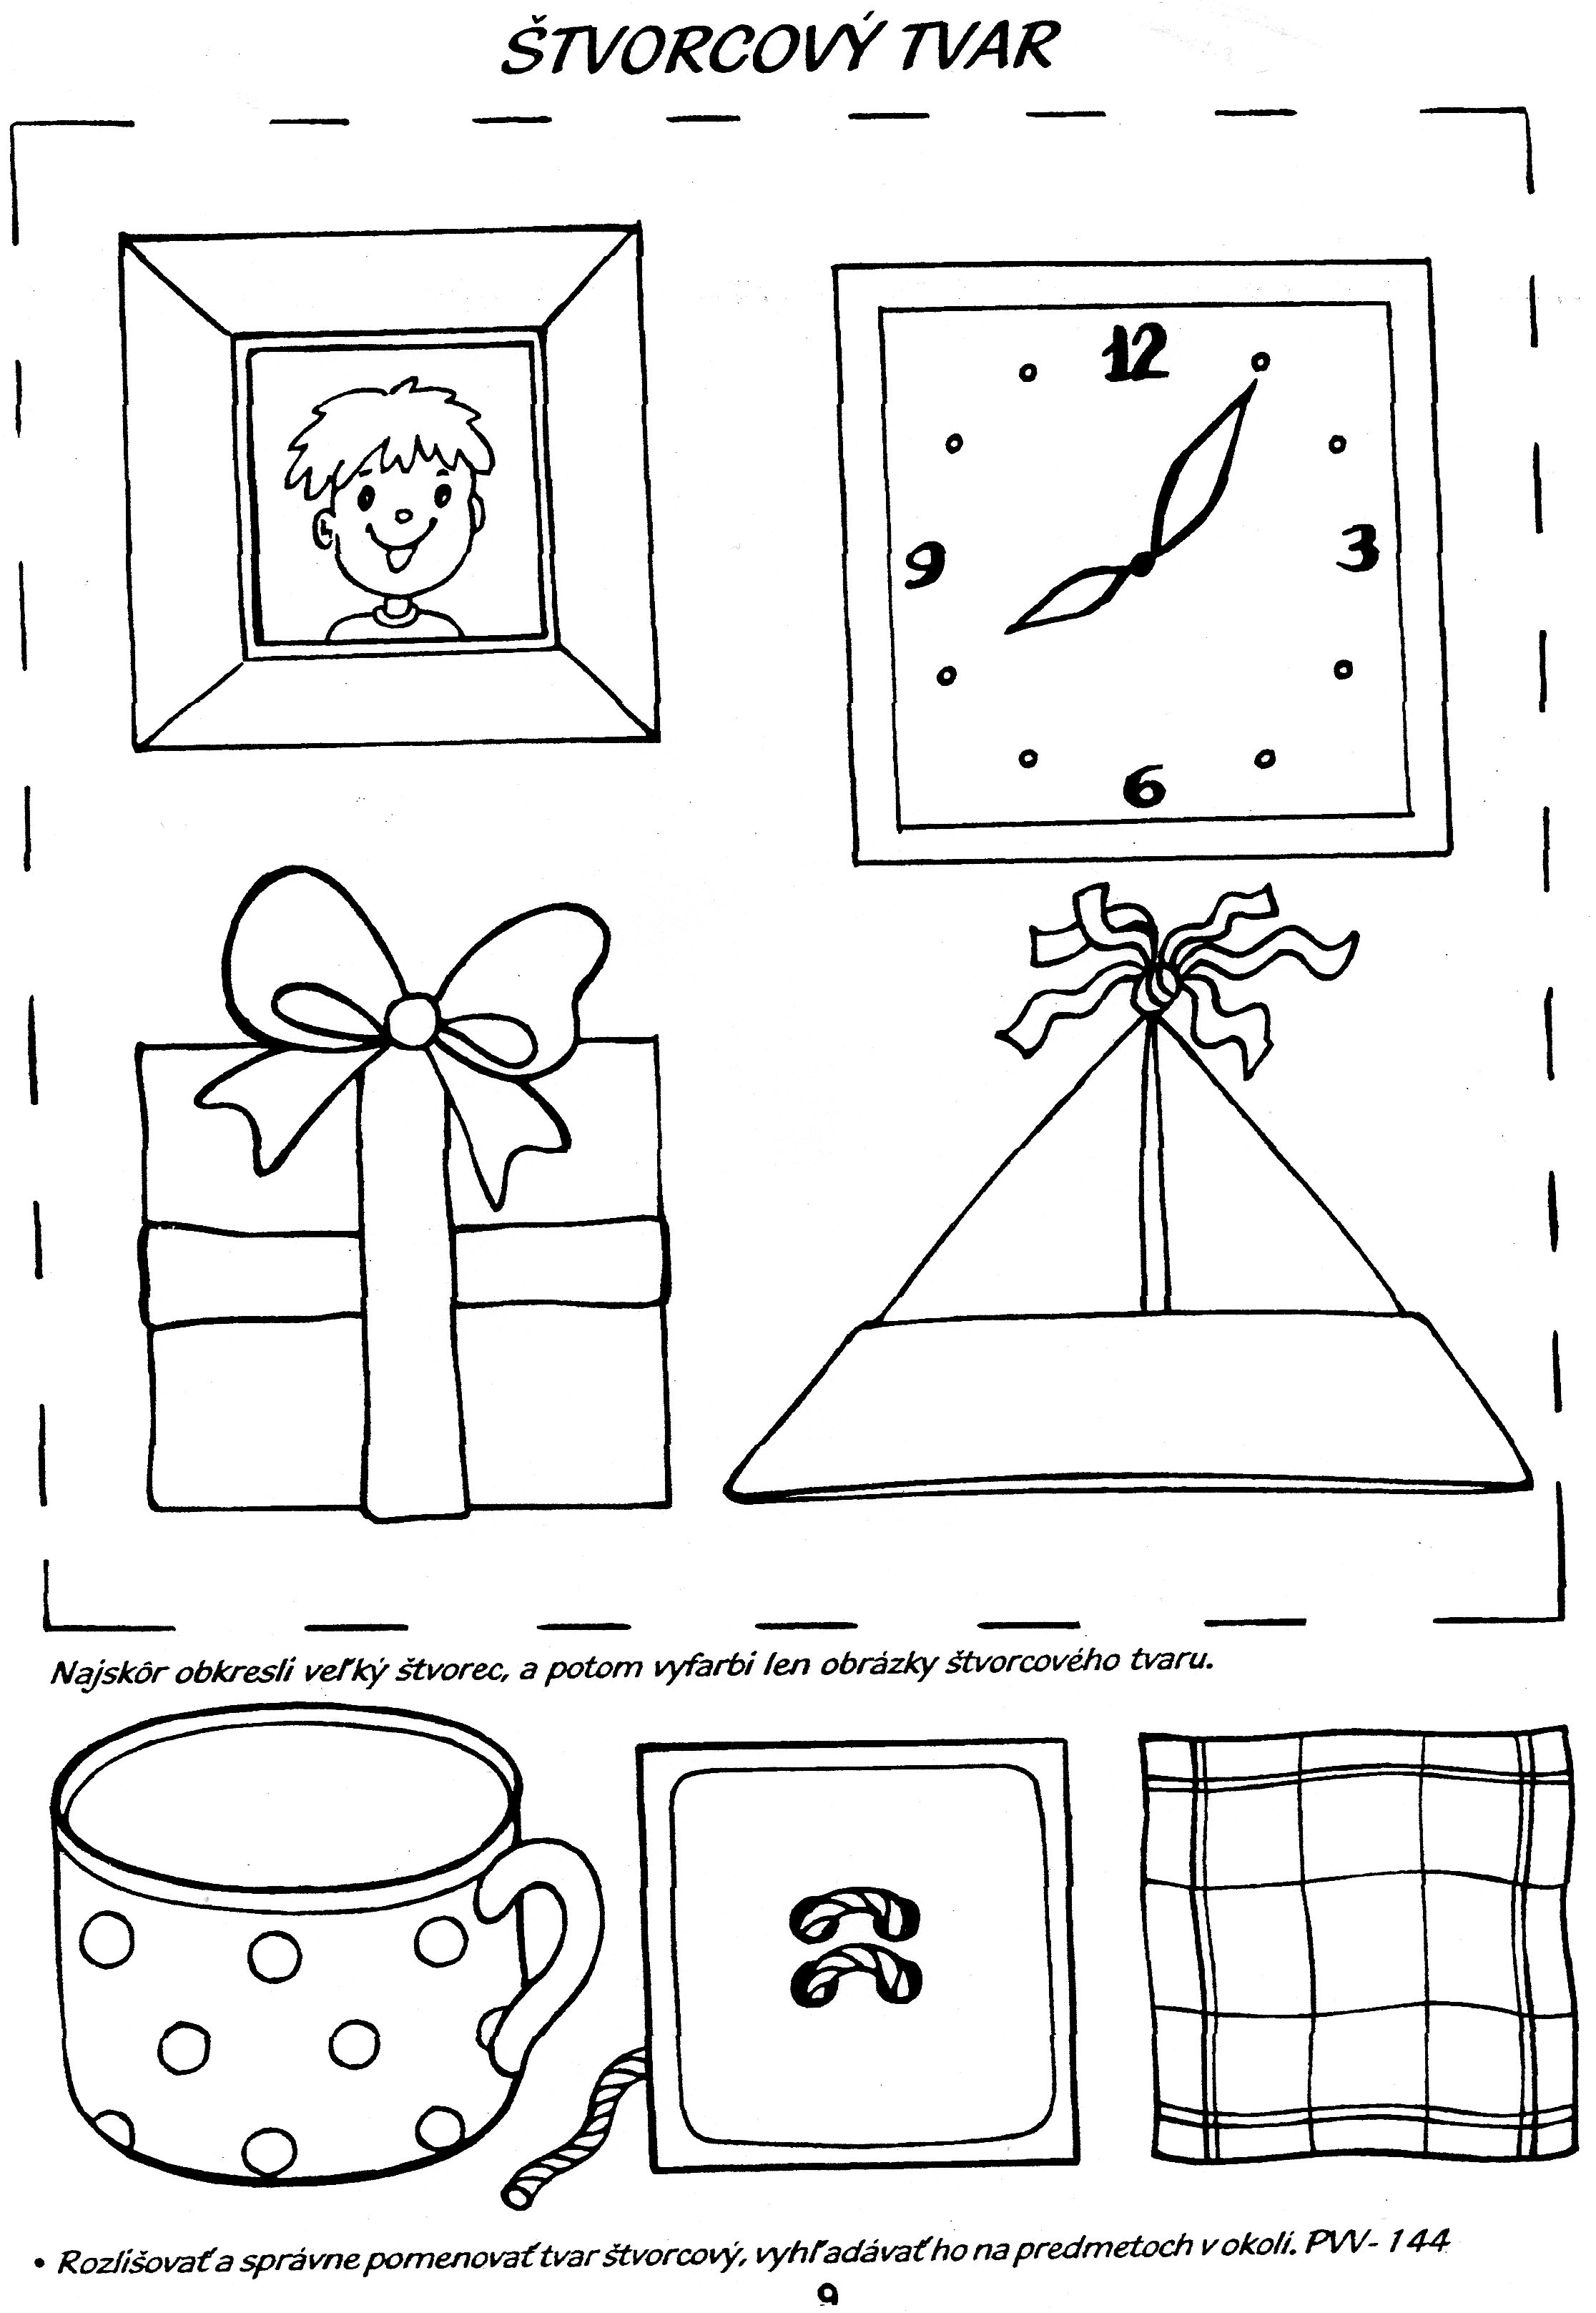 ŠTVORCOVÝ TVAR
12
9 3
6
Najskôr obkresli veľký štvorec, a potom vyfarbi len obrázky štvorcového tvaru.
• Rozlišovať a správne pomenovať tvar štvorcový, vyhľadávať ho na predmetoch v okolí. PVV- 144
9